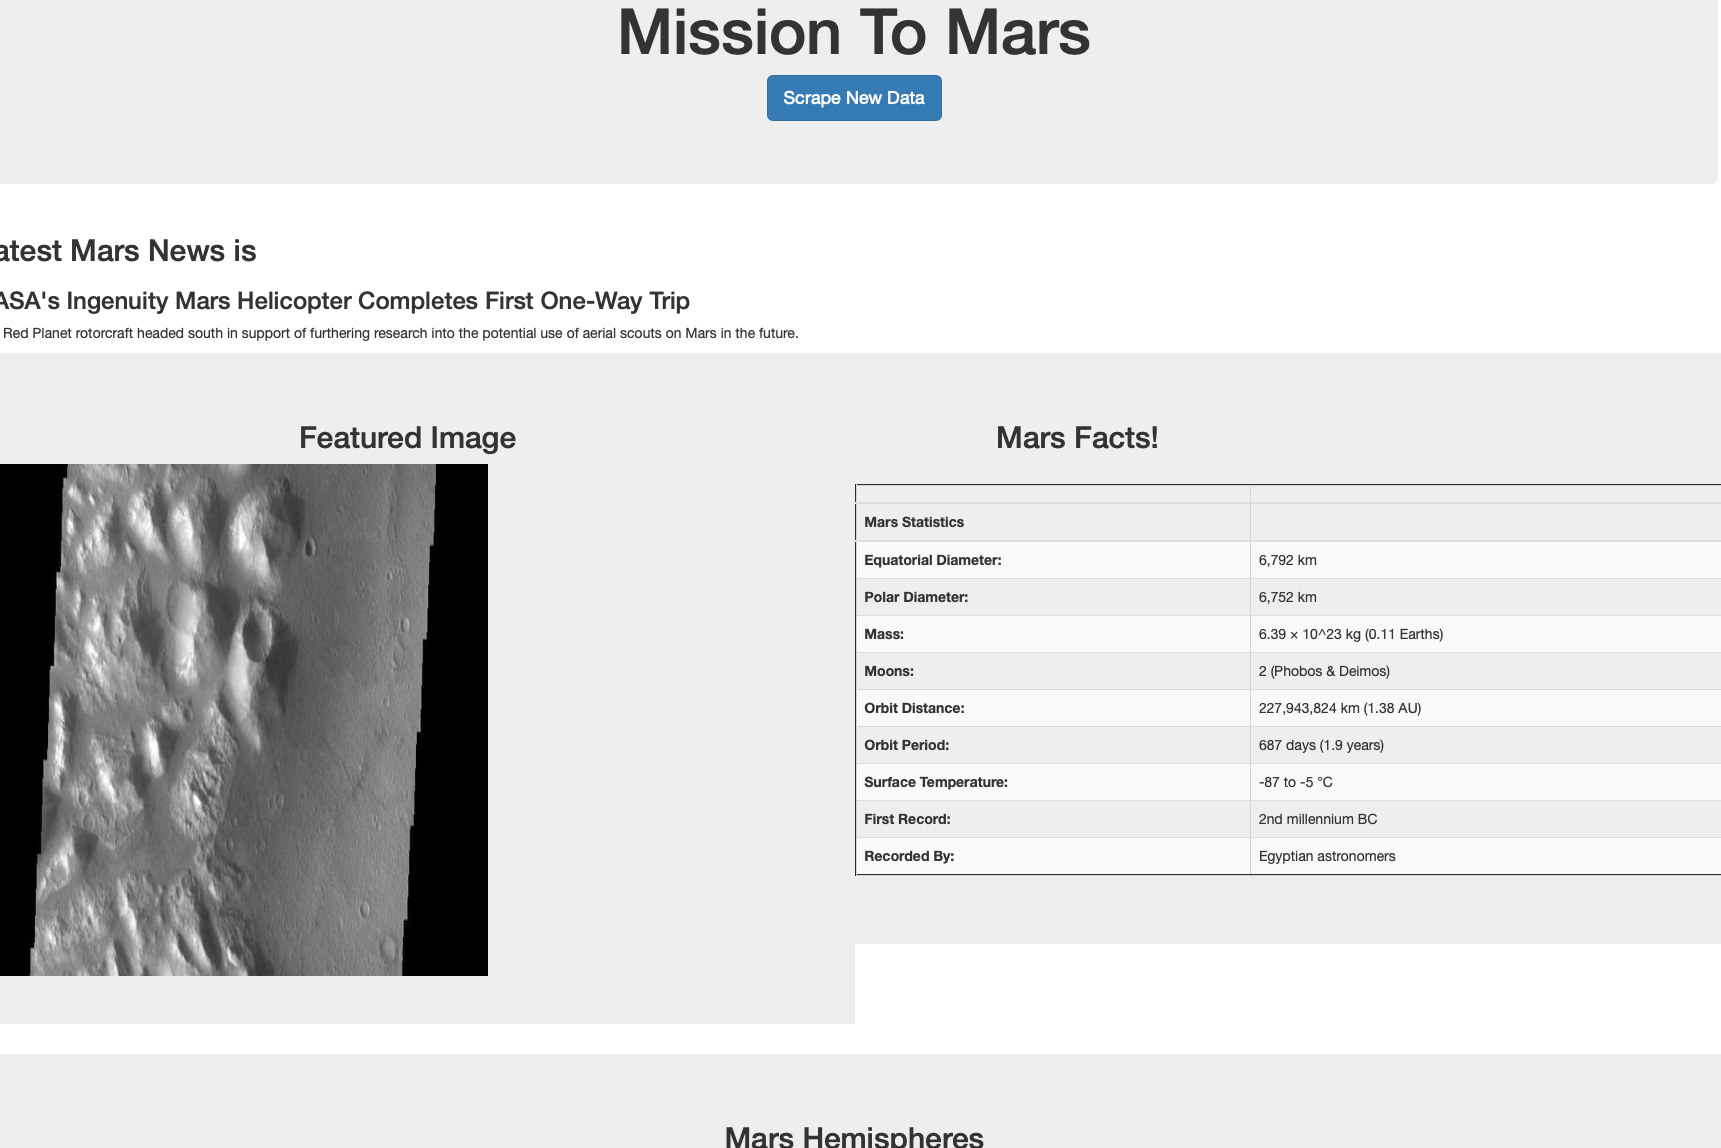 Mission To Mars
Scrape New Data
atest Mars News is
ASA's Ingenuity Mars Helicopter Completes First One-Way Trip
Red Planet rotorcraft headed south in support of furthering research into the potential use of aerial scouts on Mars in the future.
Featured Image
Mars Facts!
Mars Statistics
Equatorial Diameter: 6,792 km
Polar Diameter: 6,752 km
Mass: 6.39 × 10^23 kg (0.11 Earths)
Moons: 2 (Phobos & Deimos)
Orbit Distance: 227,943,824 km (1.38 AU)
Orbit Period: 687 days (1.9 years)
Surface Temperature: -87 to -5 °C
First Record: 2nd millennium BC
Recorded By: Egyptian astronomers
Mars Hemispheres